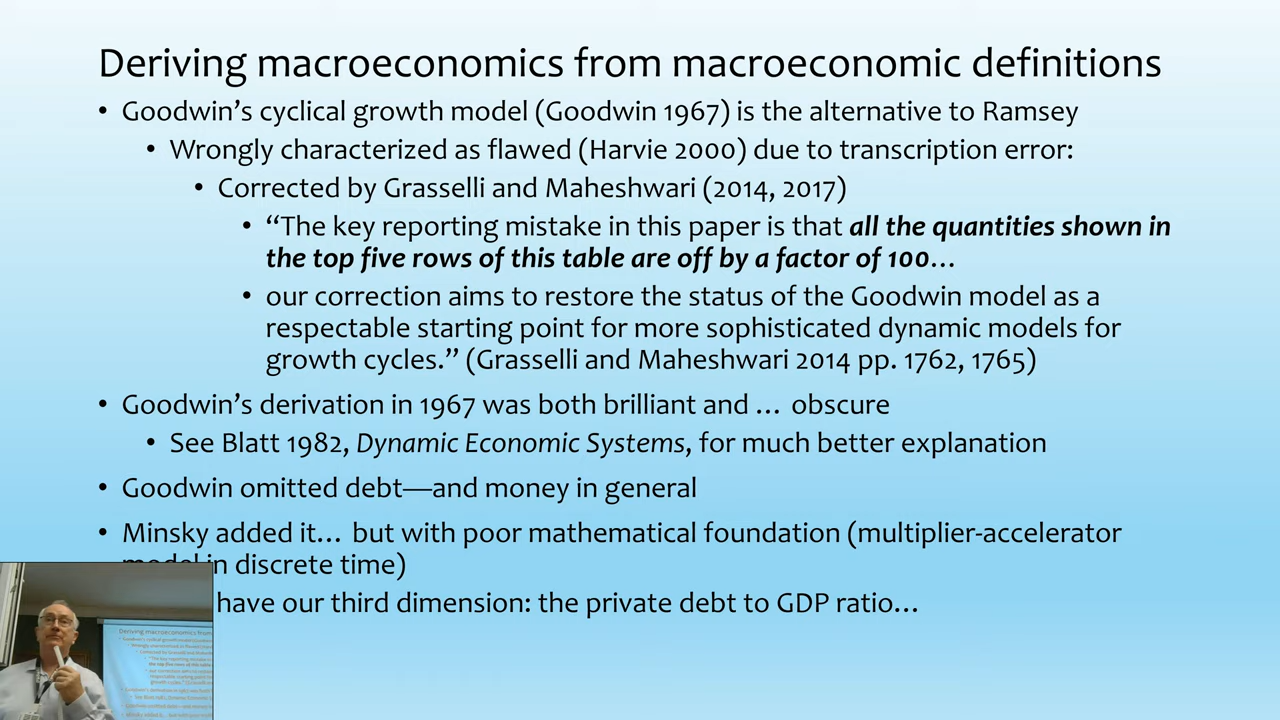 Deriving macroeconomics from macroeconomic definitions
• Goodwin’s cyclical growth model (Goodwin 1967) is the alternative to Ramsey
• Wrongly characterized as flawed (Harvie 2000) due to transcription error:
• Corrected by Grasselli and Maheshwari (2014, 2017)
• “The key reporting mistake in this paper is that all the quantities shown in
the top five rows of this table are off by a factor of 100…
• our correction aims to restore the status of the Goodwin model as a
respectable starting point for more sophisticated dynamic models for
growth cycles.” (Grasselli and Maheshwari 2014 pp. 1762, 1765)
• Goodwin’s derivation in 1967 was both brilliant and … obscure
• See Blatt 1982, Dynamic Economic Systems, for much better explanation
• Goodwin omitted debt—and money in general
• Minsky added it… but with poor mathematical foundation (multiplier-accelerator
model in discrete time)
have our third dimension: the private debt to GDP ratio…
Deriving macroeconomics from